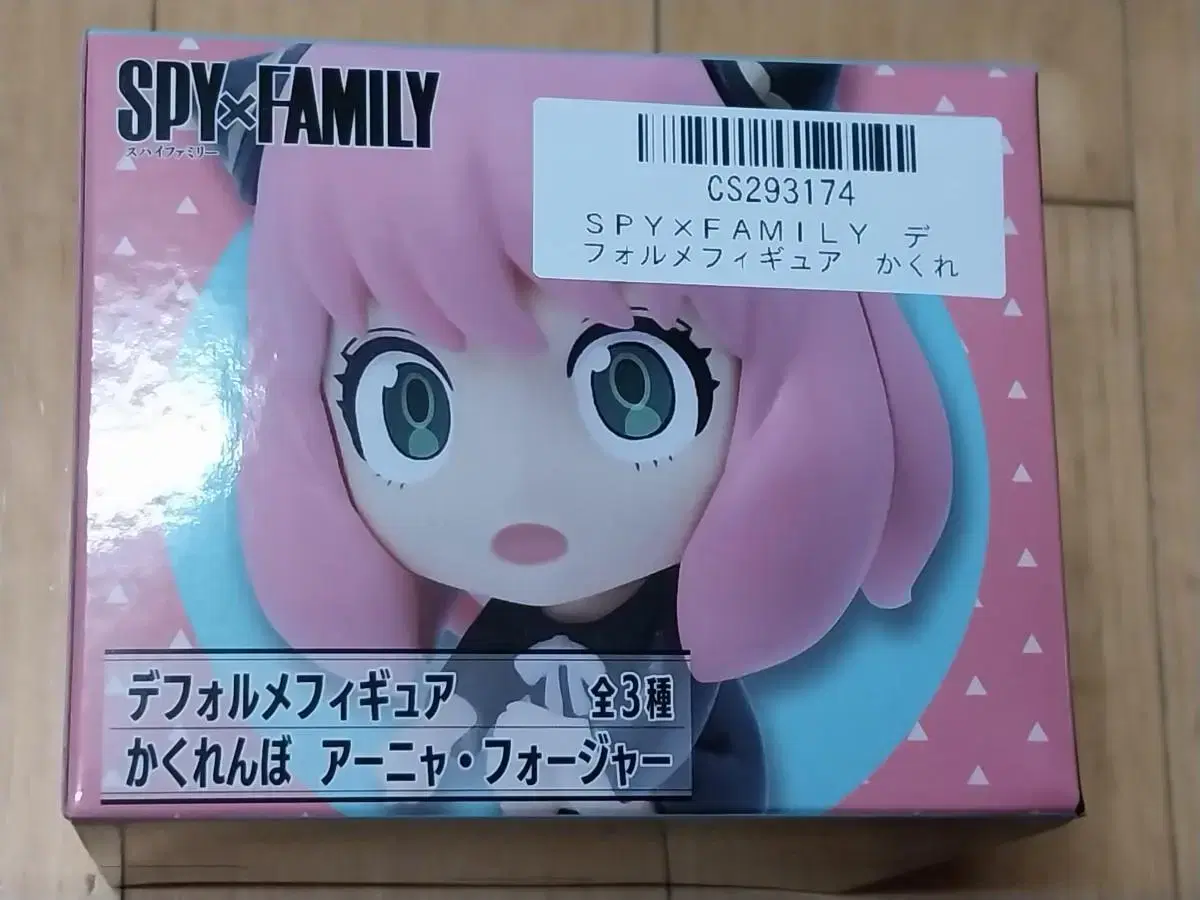 SPY×FAMILY
スパイファミリー
CS293174
ＳＰＹ×ＦＡＭＩＬＹ　デ
フォルメフィギュア　かくれ
デフォルメフィギュア 全3種
かくれんぼ アーニャ・フォージャー